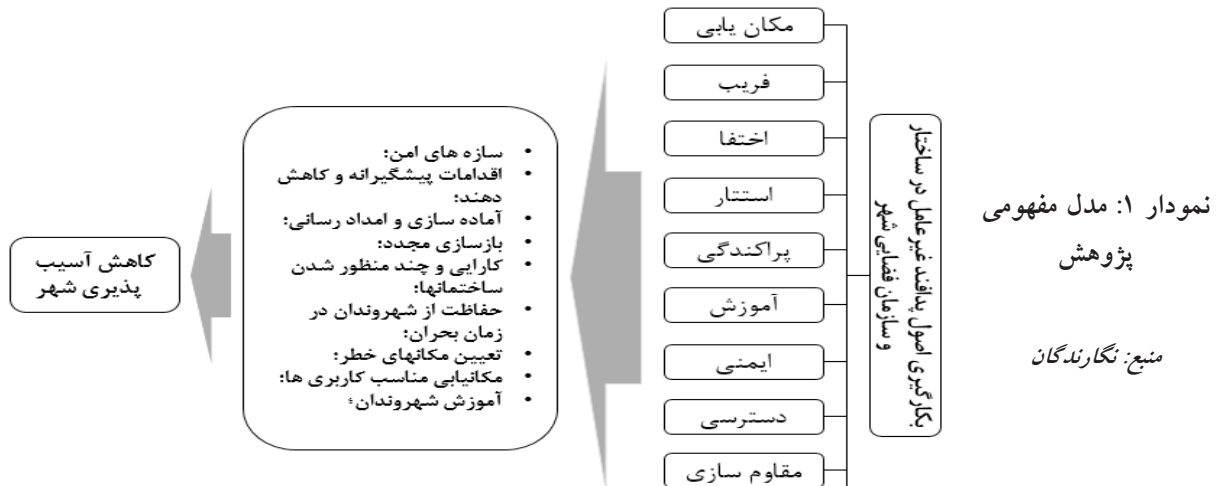 نمودار ۱: مدل مفهومی
پژوهش
منبع: نگارندگان
بکارگیری اصول پدافند غیرعامل در ساختار
و سازمان فضایی شهر
مکان یابی
فریب
اختفا
استتار
پراکندگی
آموزش
ایمنی
دسترسی
مقاوم سازی
• سازه های امن؛
• اقدامات پیشگیرانه و کاهش
دهند؛
• آماده سازی و امداد رسانی؛
• بازسازی مجدد؛
• کارایی و چند منظور شدن
ساختمانها؛
• حفاظت از شهروندان در
زمان بحران؛
• تعیین مکانهای خطر؛
• مکانیابی مناسب کاربری ها؛
• آموزش شهروندان؛
کاهش آسیب
پذیری شهر